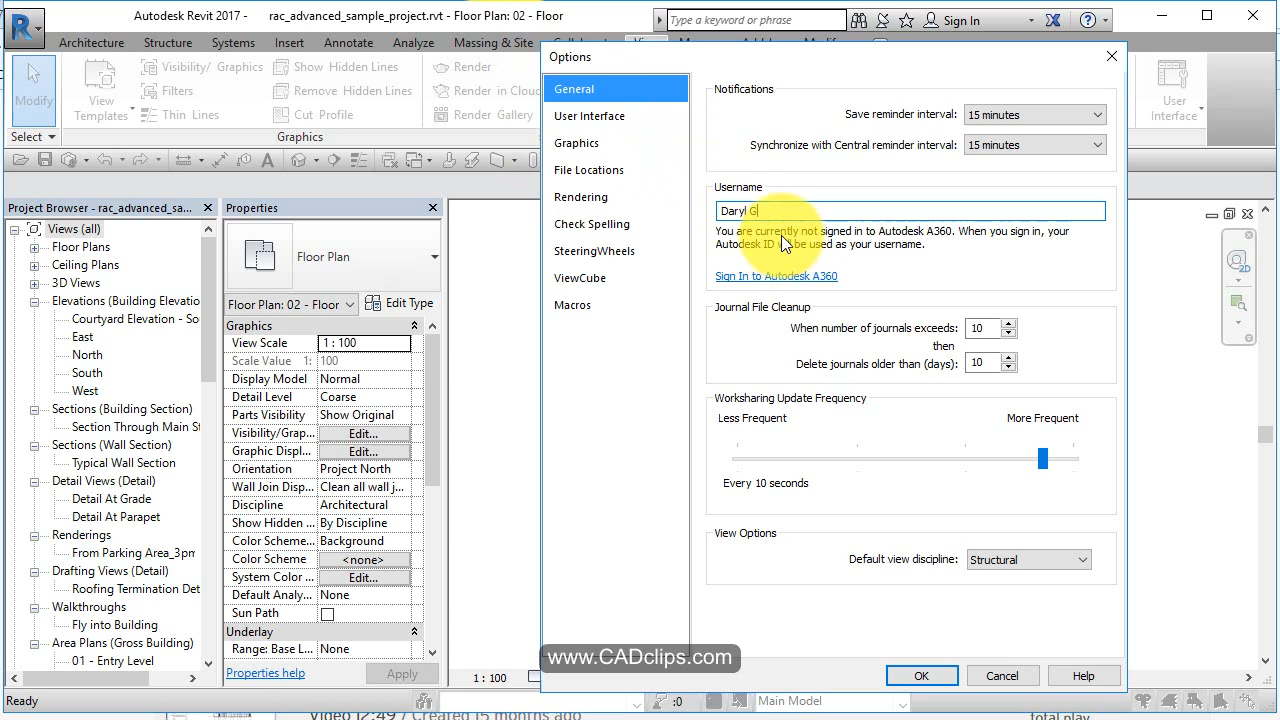 Autodesk Revit 2017 - rac_advanced_sample_project.rvt - Floor Plan: 02 - Floor
Type a keyword or phrase
Sign In
Architecture Structure Systems Insert Annotate Analyze Massing & Site
Modify
View Templates
Visibility/ Graphics
Filters
Thin Lines
Show Hidden Lines
Remove Hidden Lines
Cut Profile
Render
Render in Cloud
Render Gallery
User Interface
Select
Graphics
Project Browser - rac_advanced_sa...
Views (all)
Floor Plans
Ceiling Plans
3D Views
Elevations (Building Elevatio
Courtyard Elevation - So
East
North
South
West
Sections (Building Section)
Section Through Main St
Sections (Wall Section)
Typical Wall Section
Detail Views (Detail)
Detail At Grade
Detail At Parapet
Renderings
From Parking Area_3pm
Drafting Views (Detail)
Roofing Termination Det
Walkthroughs
Fly into Building
Area Plans (Gross Building)
01 - Entry Level
Properties
Floor Plan
Floor Plan: 02 - Floor
Edit Type
Graphics
View Scale 1 : 100
Scale Value 1: 100
Display Model Normal
Detail Level Coarse
Parts Visibility Show Original
Visibility/Grap... Edit...
Graphic Displ... Edit...
Orientation Project North
Wall Join Disp... Clean all wall j...
Discipline Architectural
Show Hidden ... By Discipline
Color Scheme... Background
Color Scheme <none>
System Color ... Edit...
Default Analy... None
Sun Path
Underlay
Range: Base L... None
Properties help
Apply
Options
General
User Interface
Graphics
File Locations
Rendering
Check Spelling
SteeringWheels
ViewCube
Macros
Notifications
Save reminder interval: 15 minutes
Synchronize with Central reminder interval: 15 minutes
Username
Daryl G
You are currently not signed in to Autodesk A360. When you sign in, your
Autodesk ID be used as your username.
Sign In to Autodesk A360
Journal File Cleanup
When number of journals exceeds: 10
then
Delete journals older than (days): 10
Worksharing Update Frequency
Less Frequent More Frequent
Every 10 seconds
View Options
Default view discipline: Structural
www.CADclips.com
OK Cancel Help
1 : 100
Ready
:0
Main Model